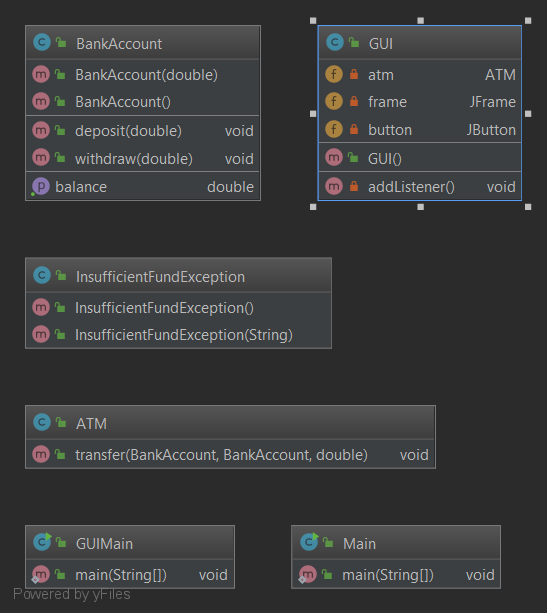 BankAccount
BankAccount(double)
BankAccount()
deposit(double) void
withdraw(double) void
balance double
GUI
atm ATM
frame JFrame
button JButton
GUI()
addListener() void
InsufficientFundException
InsufficientFundException()
InsufficientFundException(String)
ATM
transfer(BankAccount, BankAccount, double) void
GUIMain
main(String[]) void
Main
main(String[]) void
Powered by yFiles